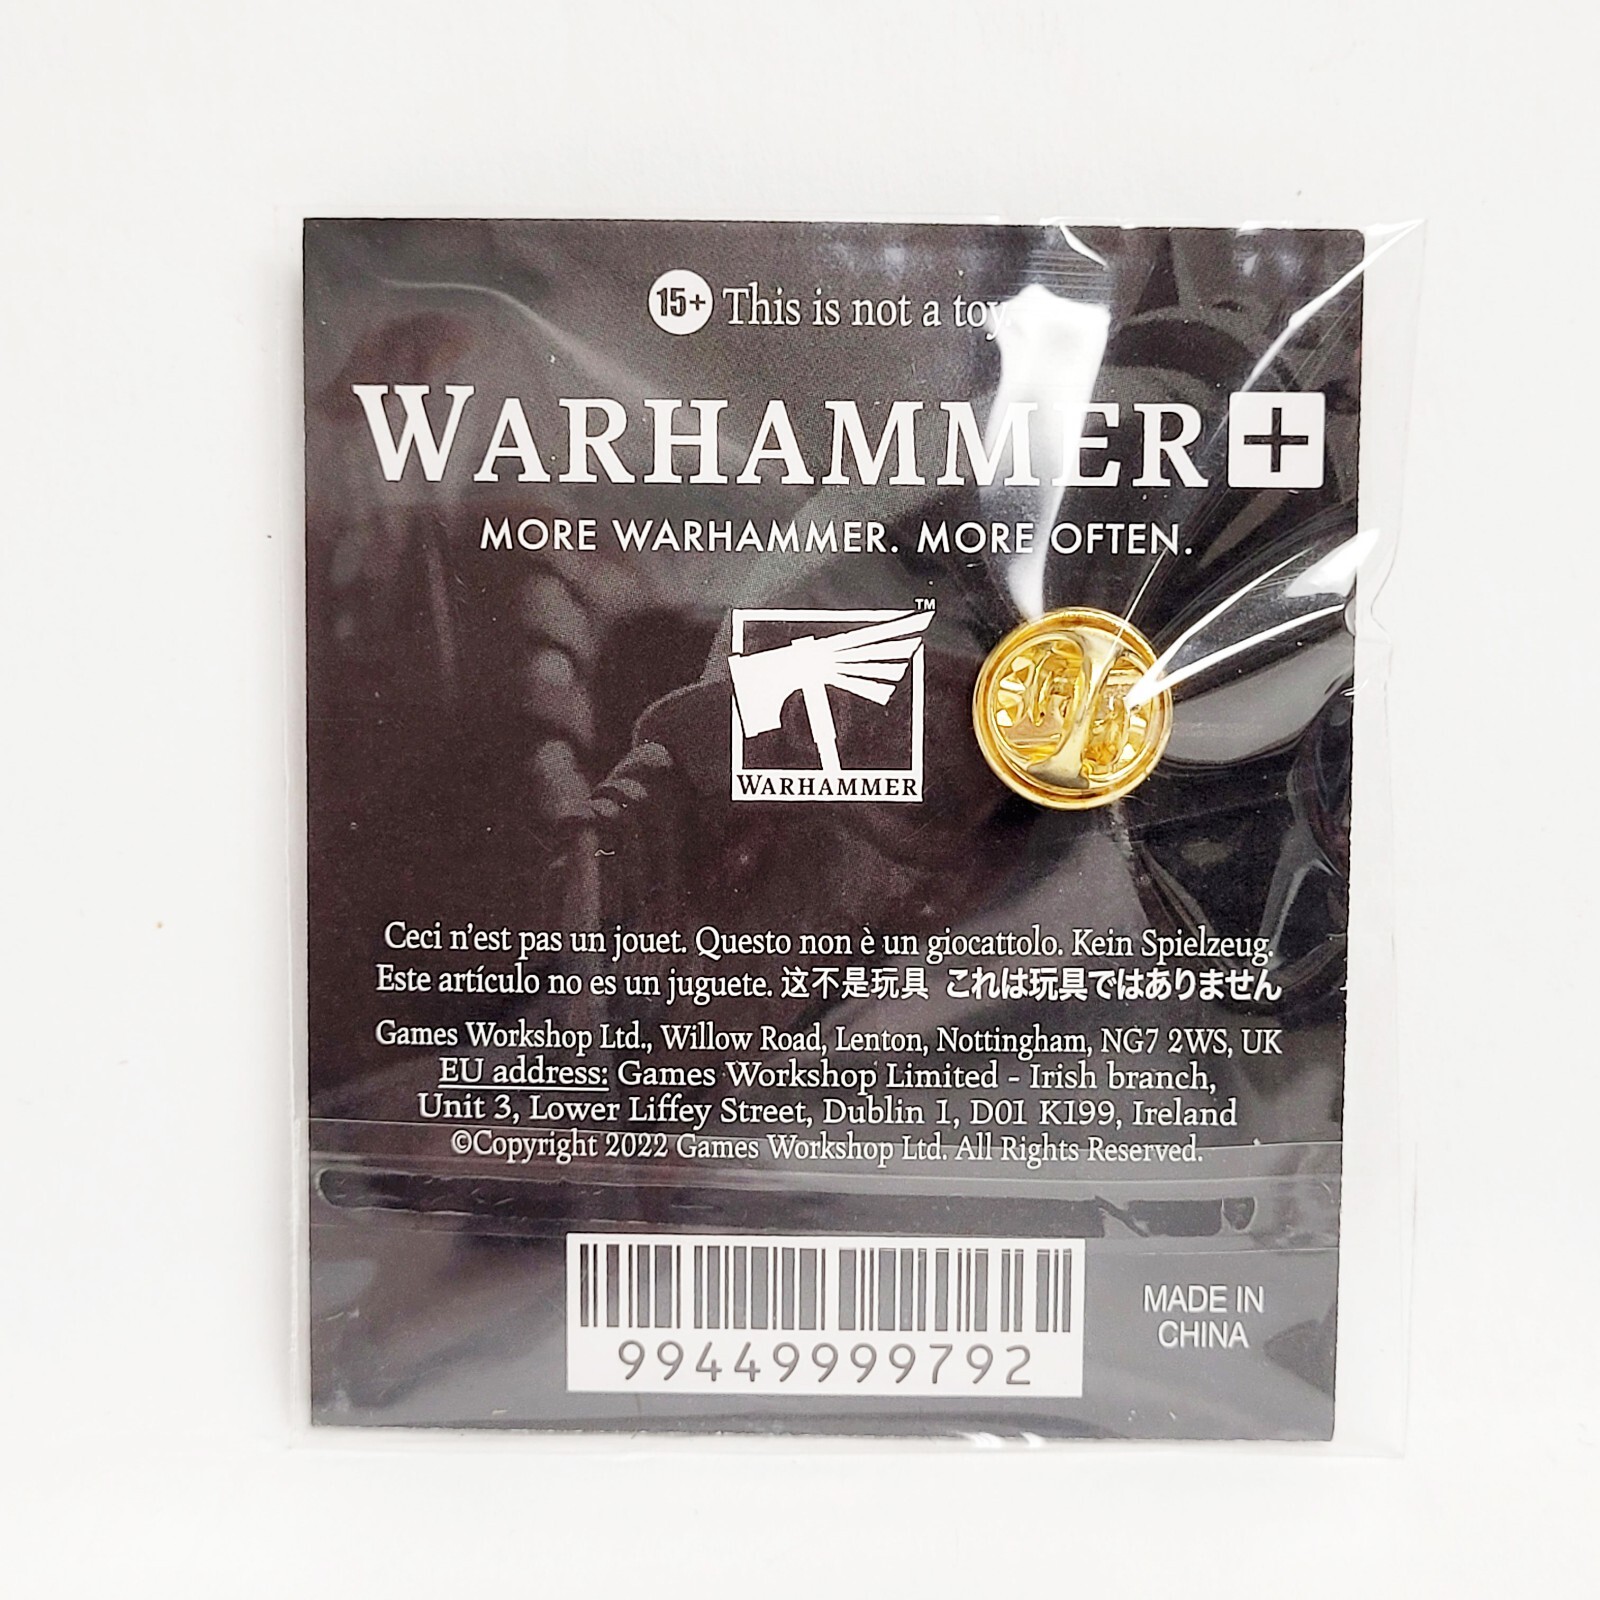 15+ This is not a toy.
WARHAMMER+
MORE WARHAMMER. MORE OFTEN.
TM
WARHAMMER
Ceci n'est pas un jouet. Questo non è un giocattolo. Kein Spielzeug.
Este artículo no es un juguete. 这不是玩具 これは玩具ではありません
Games Workshop Ltd., Willow Road, Lenton, Nottingham, NG7 2WS, UK
EU address: Games Workshop Limited - Irish branch,
Unit 3, Lower Liffey Street, Dublin 1, D01 K199, Ireland
©Copyright 2022 Games Workshop Ltd. All Rights Reserved.
99449999792
MADE IN
CHINA